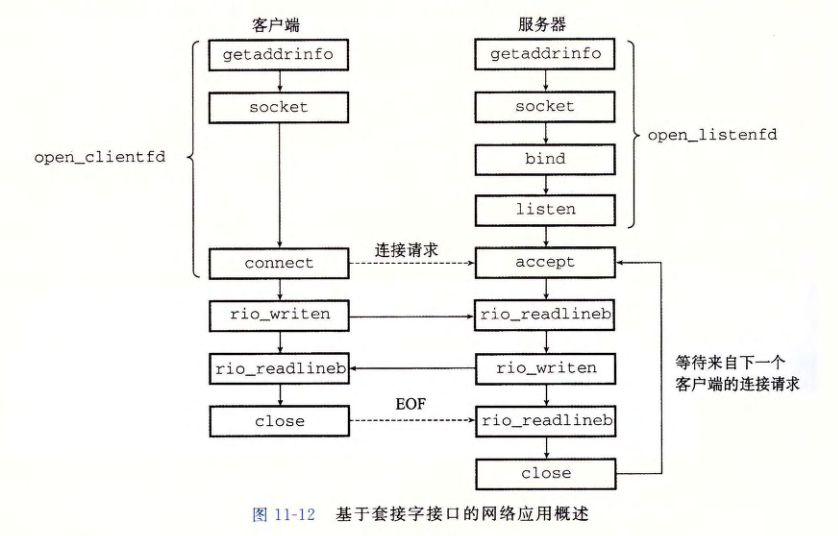 客户端
服务器
getaddrinfo
getaddrinfo
socket
socket
open_clientfd
open_listenfd
bind
listen
连接请求
connect
accept
rio_writen
rio_readlineb
等待来自下一个
客户端的连接请求
rio_readlineb
rio_writen
EOF
close
rio_readlineb
close
图 11-12 基于套接字接口的网络应用概述